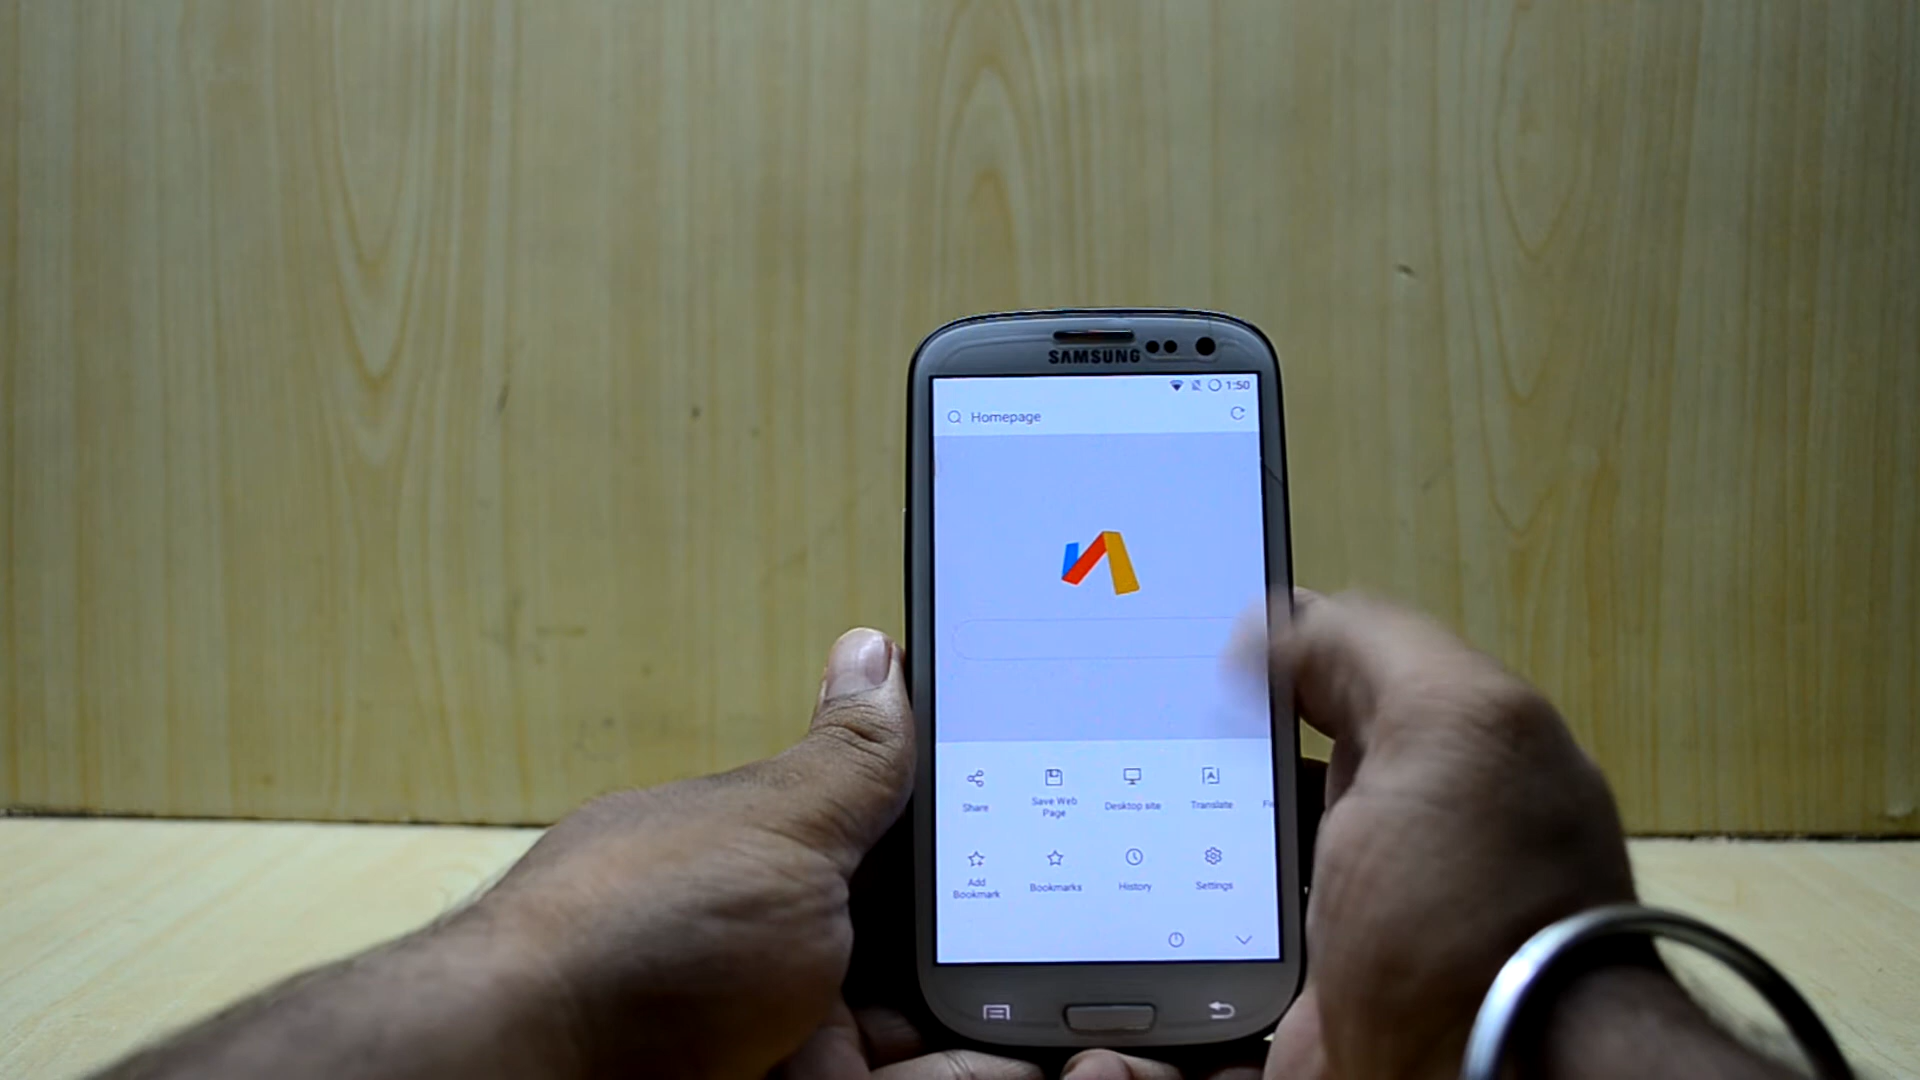 SAMSUNG
1:50
Homepage
Share
Save Web
Page
Desktop site
Translate
Add
Bookmark
Bookmarks
History
Settings